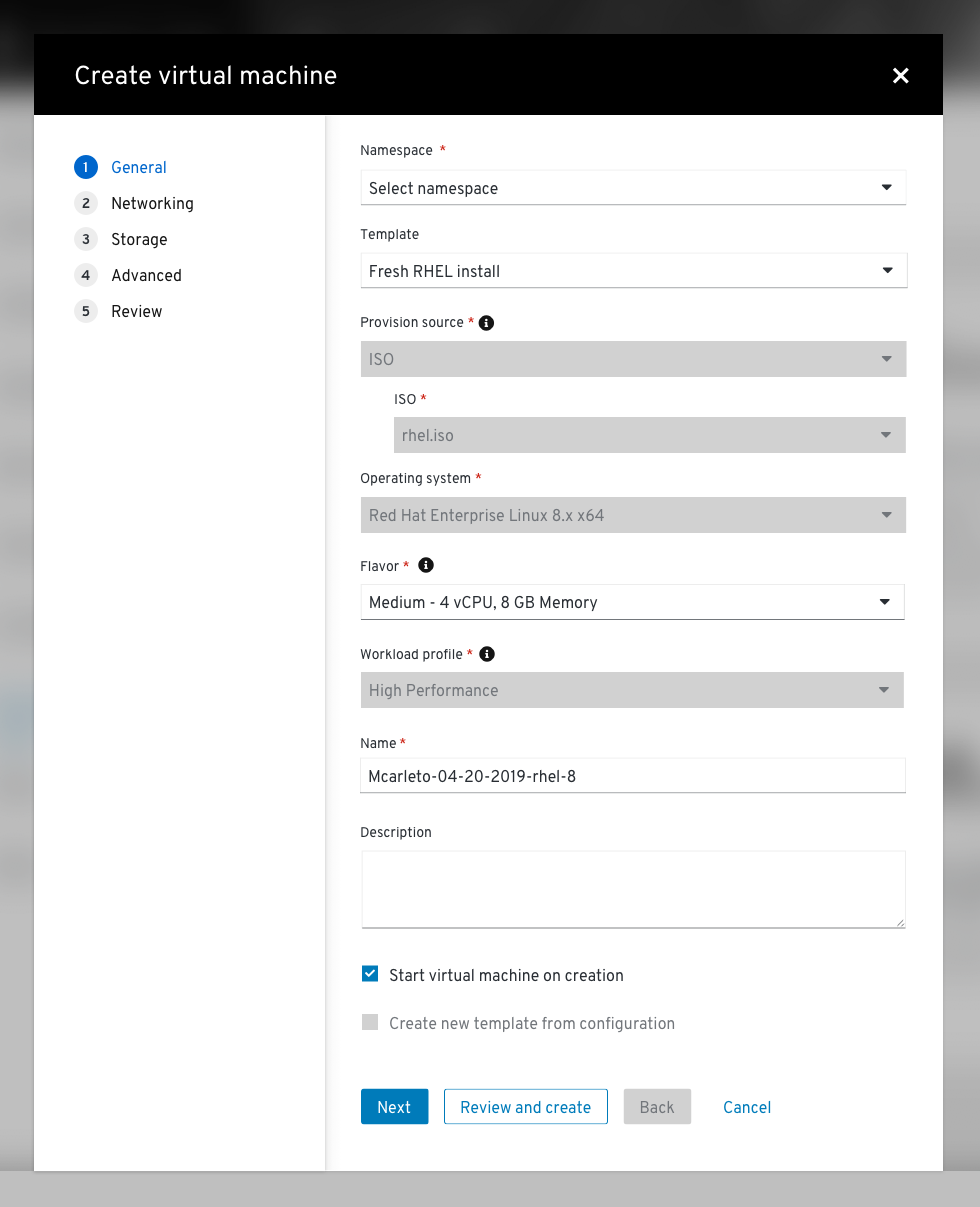 Create virtual machine
1 General
2 Networking
3 Storage
4 Advanced
5 Review
Namespace *
Select namespace
Template
Fresh RHEL install
Provision source *
ISO
ISO *
rhel.iso
Operating system *
Red Hat Enterprise Linux 8.x x64
Flavor *
Medium - 4 vCPU, 8 GB Memory
Workload profile *
High Performance
Name *
Mcarleto-04-20-2019-rhel-8
Description
Start virtual machine on creation
Create new template from configuration
Next Review and create Back Cancel